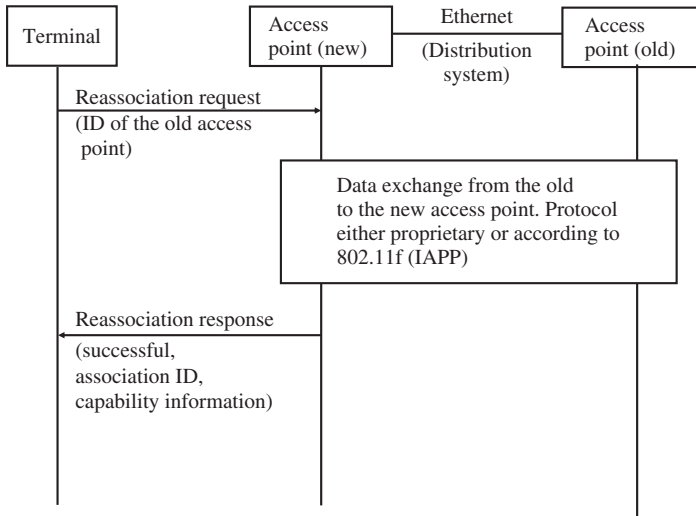 Terminal
Access
point (new)
Ethernet
(Distribution
system)
Access
point (old)
Reassociation request
(ID of the old access
point)
Data exchange from the old
to the new access point. Protocol
either proprietary or according to
802.11f (IAPP)
Reassociation response
(successful,
association ID,
capability information)